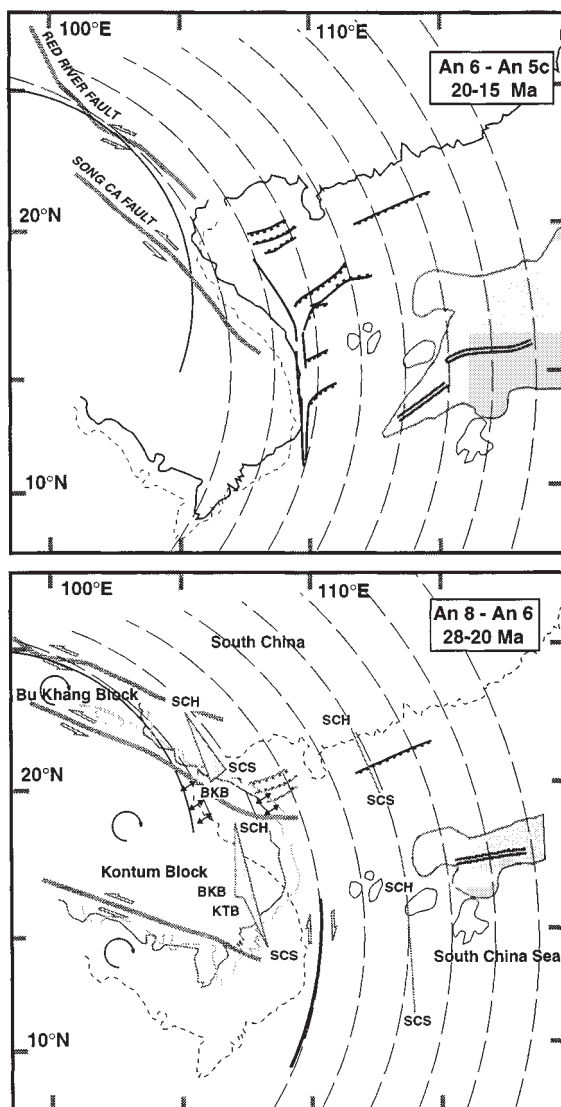 100°E
110°E
An 6 - An 5c
20-15 Ma
RED RIVER FAULT
SONG CA FAULT
20°N
10°N
100°E
110°E
An 8 - An 6
28-20 Ma
South China
Bu Khang Block
SCH
SCH
SCS
SCS
20°N
BKB
SCH
Kontum Block
BKB
SCH
KTB
SCS
South China Sea
SCS
10°N